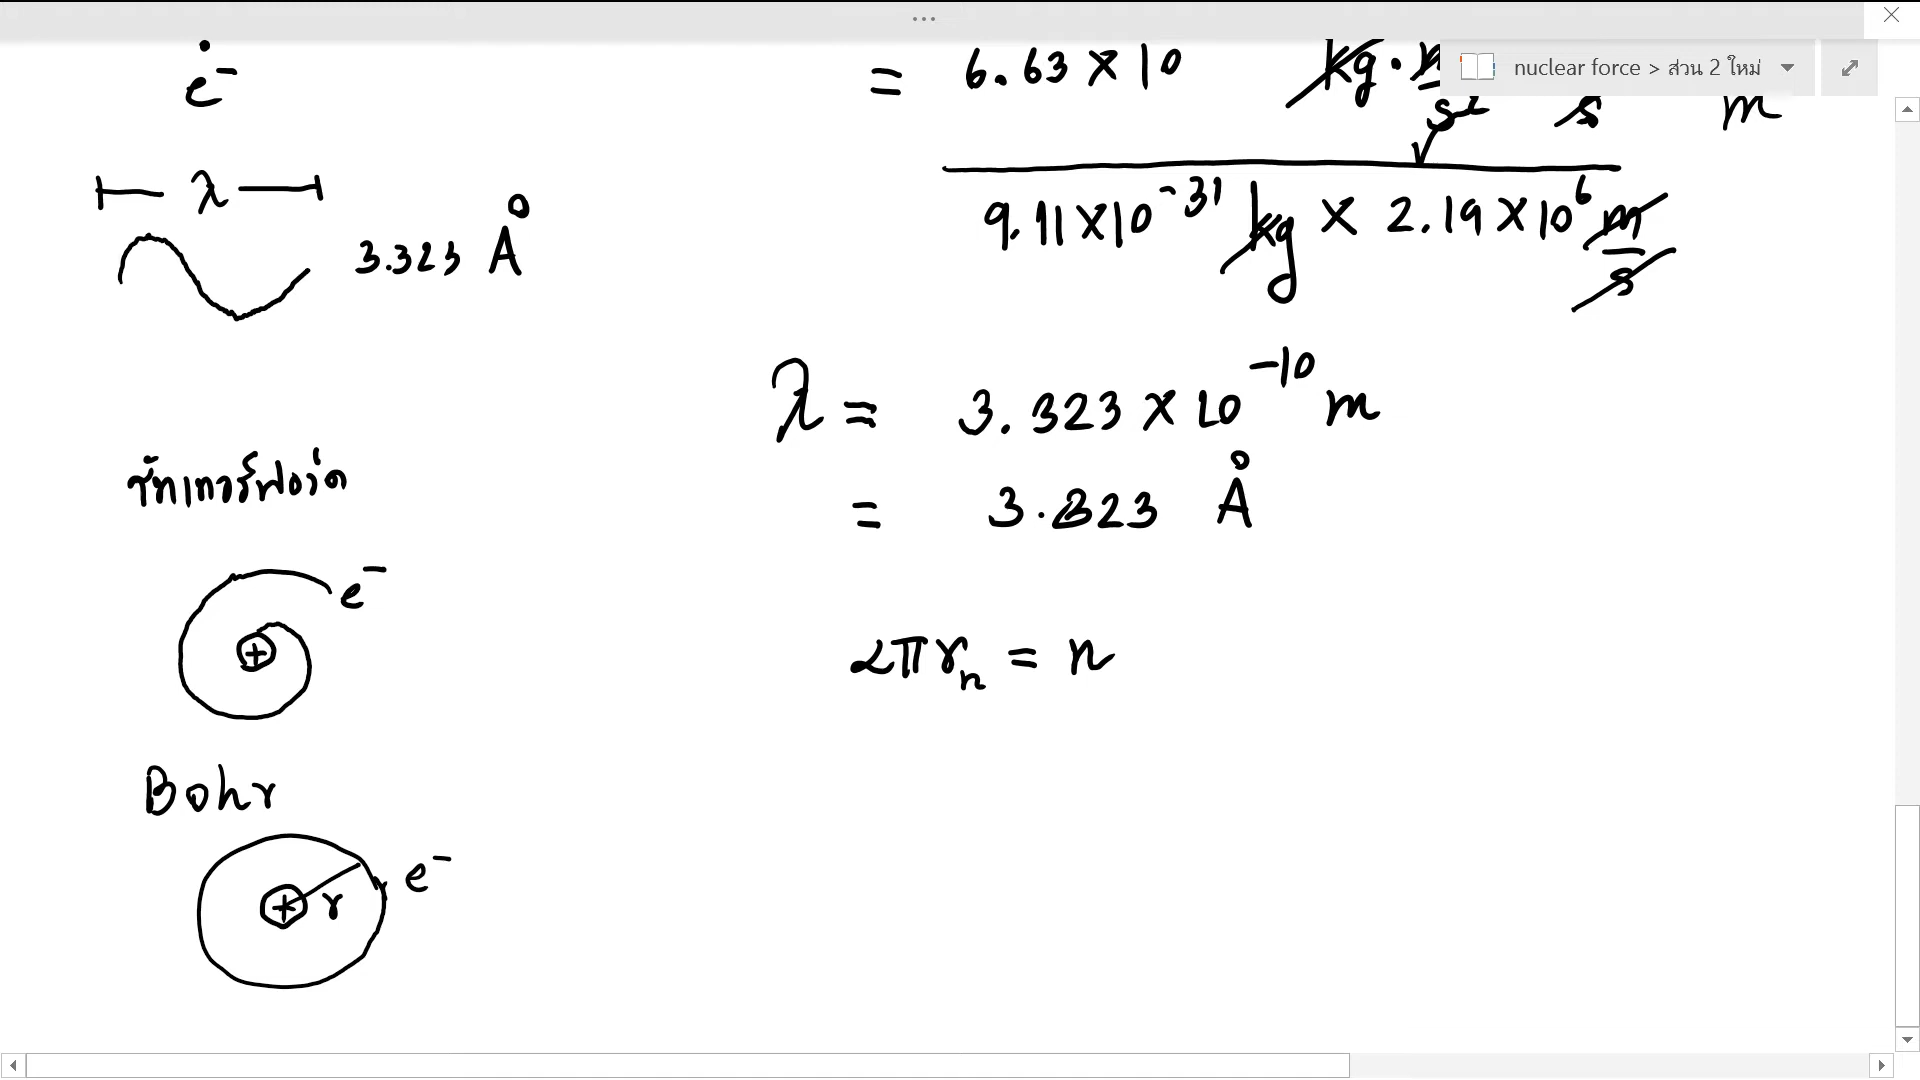 ...
nuclear force > ส่วน 2 ใหม่
e⁻
= 6.63 × 10 kg · s² s m
9.11 × 10⁻³¹ kg × 2.19 × 10⁶ m/s
λ
3.323 Å
λ = 3.323 × 10⁻¹⁰ m
= 3.323 Å
รัทเทอร์ฟอร์ด
e⁻
+
2πrₙ = n
Bohr
e⁻
+ r